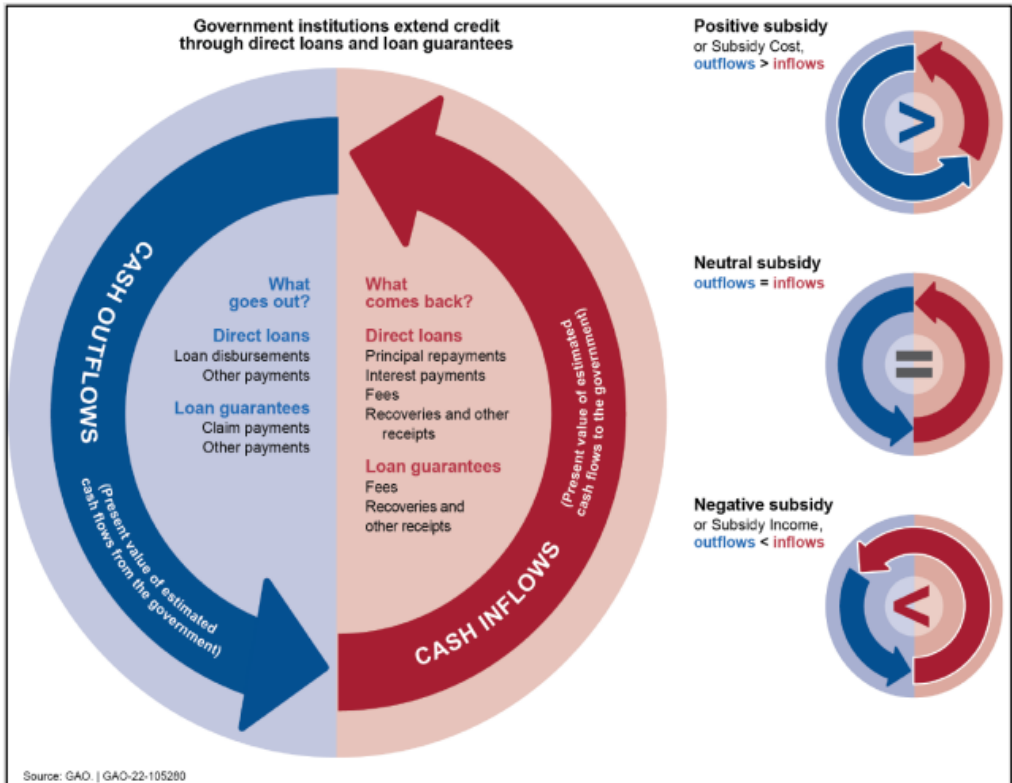 Government institutions extend credit
through direct loans and loan guarantees
CASH OUTFLOWS
(Present value of estimated
cash flows from the government)
What
goes out?
Direct loans
Loan disbursements
Other payments
Loan guarantees
Claim payments
Other payments
What
comes back?
Direct loans
Principal repayments
Interest payments
Fees
Recoveries and other
receipts
Loan guarantees
Fees
Recoveries and
other receipts
(Present value of estimated
cash flows to the government)
CASH INFLOWS
Positive subsidy
or Subsidy Cost,
outflows > inflows
>
Neutral subsidy
outflows = inflows
=
Negative subsidy
or Subsidy Income,
outflows < inflows
<
Source: GAO. | GAO-22-105280